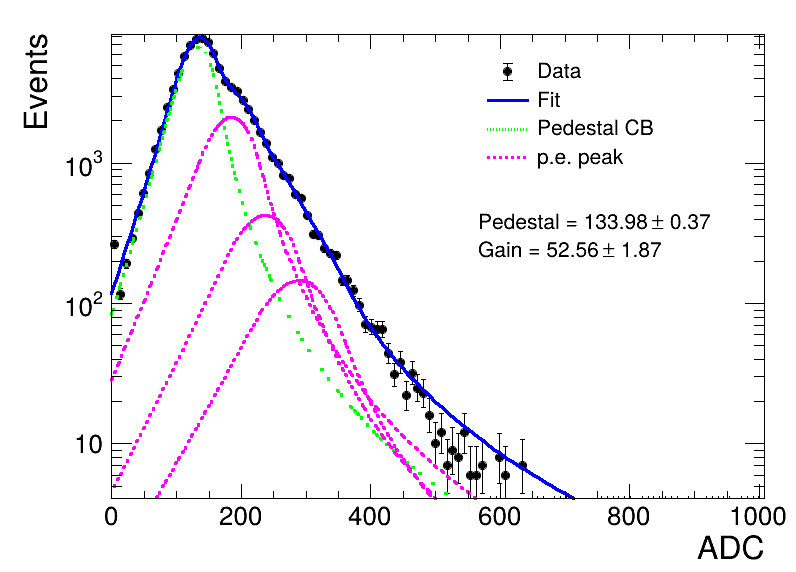 Events
10³
10²
10
0 200 400 600 800 1000
ADC
Data
Fit
Pedestal CB
p.e. peak
Pedestal = 133.98 ± 0.37
Gain = 52.56 ± 1.87